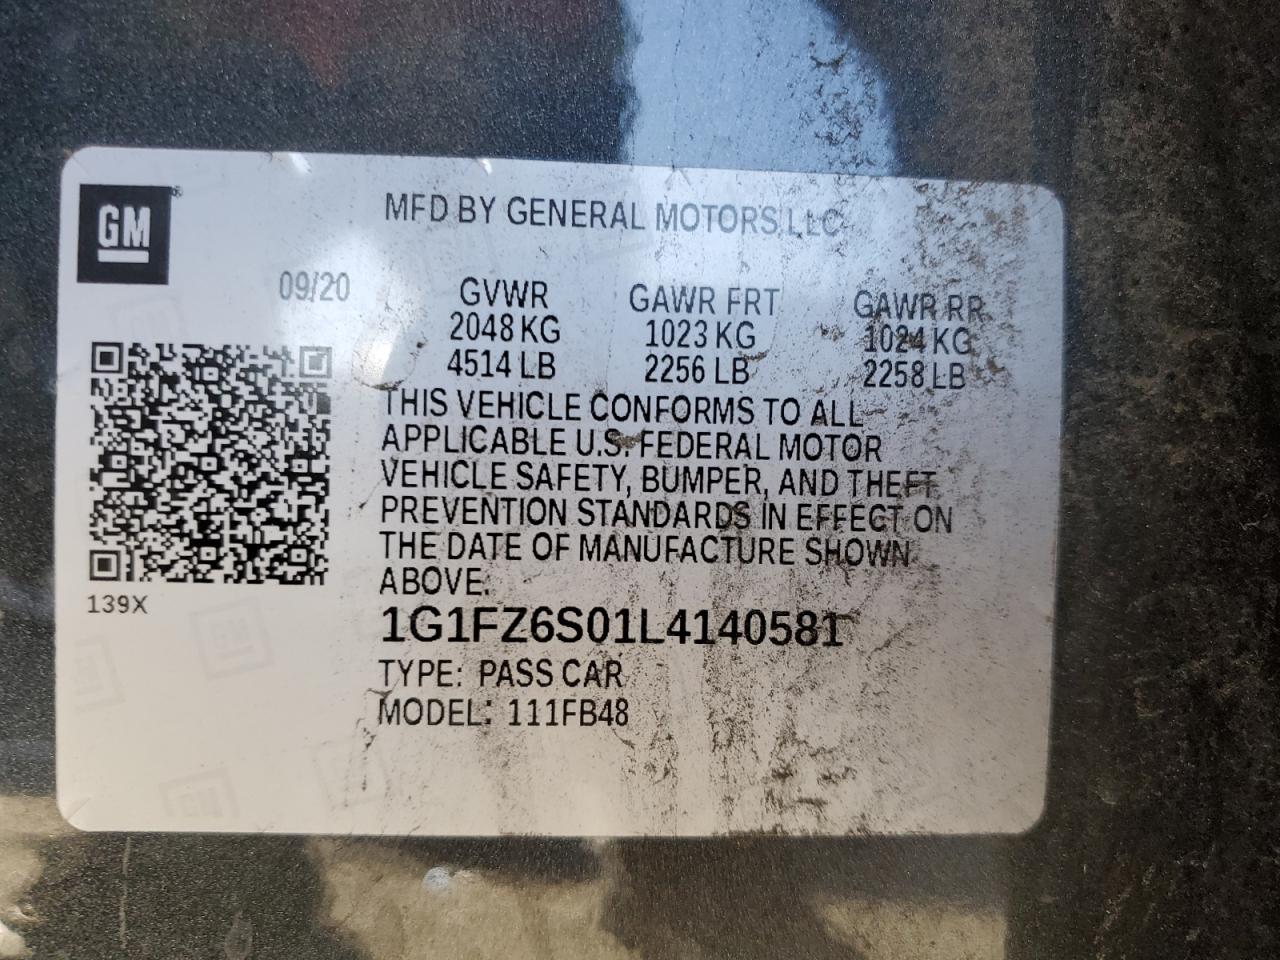 GM
MFD BY GENERAL MOTORS LLC
09/20
GVWR GAWR FRT GAWR RR
2048 KG 1023 KG 1024 KG
4514 LB 2256 LB 2258 LB
THIS VEHICLE CONFORMS TO ALL
APPLICABLE U.S. FEDERAL MOTOR
VEHICLE SAFETY, BUMPER, AND THEFT
PREVENTION STANDARDS IN EFFECT ON
THE DATE OF MANUFACTURE SHOWN
ABOVE.
139X
1G1FZ6S01L4140581
TYPE: PASS CAR
MODEL: 111FB48